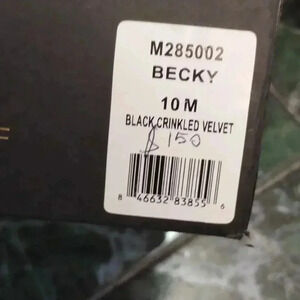 M285002
BECKY
10 M
BLACK CRINKLED VELVET
$150
8 46632 83855 6